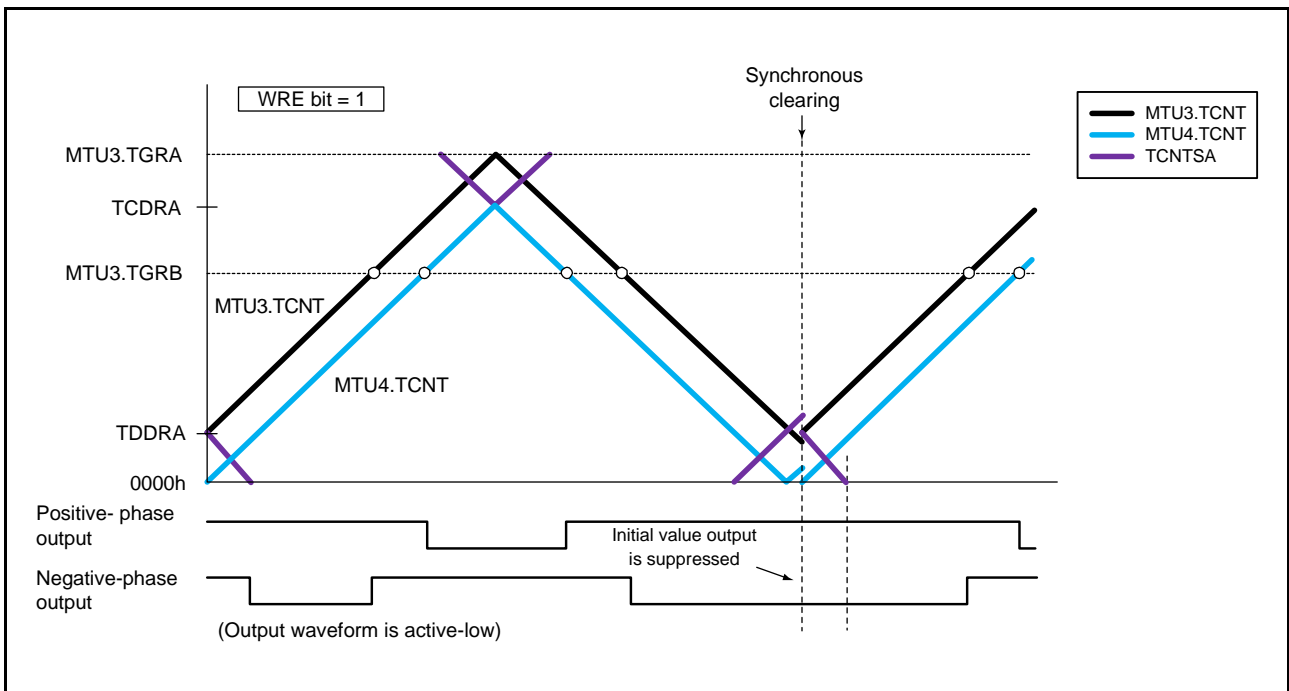 Synchronous
clearing
WRE bit = 1
MTU3.TCNT
MTU4.TCNT
TCNTSA
MTU3.TGRA
TCDRA
MTU3.TGRB
MTU3.TCNT
MTU4.TCNT
TDDRA
0000h
Positive- phase
output
Initial value output
is suppressed
Negative-phase
output
(Output waveform is active-low)